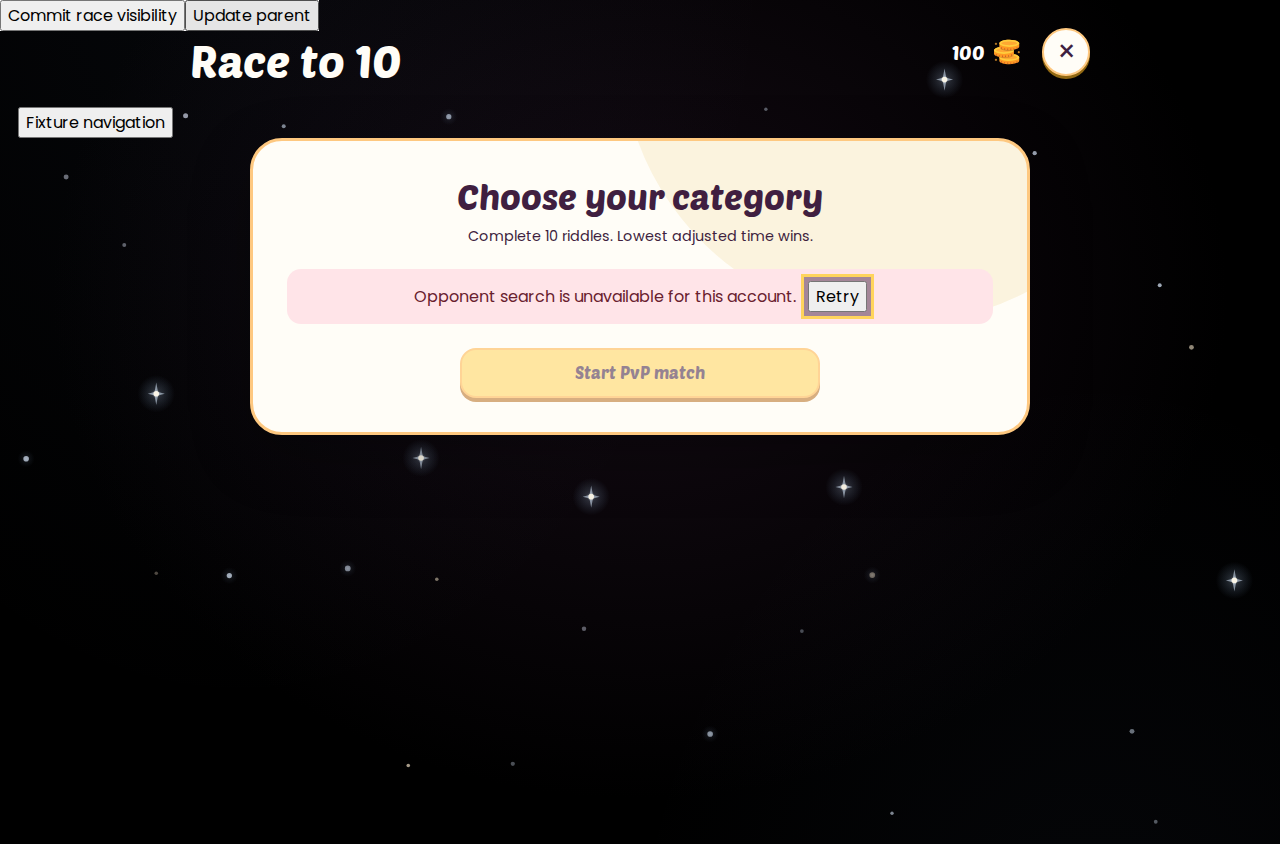 Commit race visibility Update parent
Race to 10
100
×
Fixture navigation
Choose your category
Complete 10 riddles. Lowest adjusted time wins.
Opponent search is unavailable for this account. Retry
Start PvP match